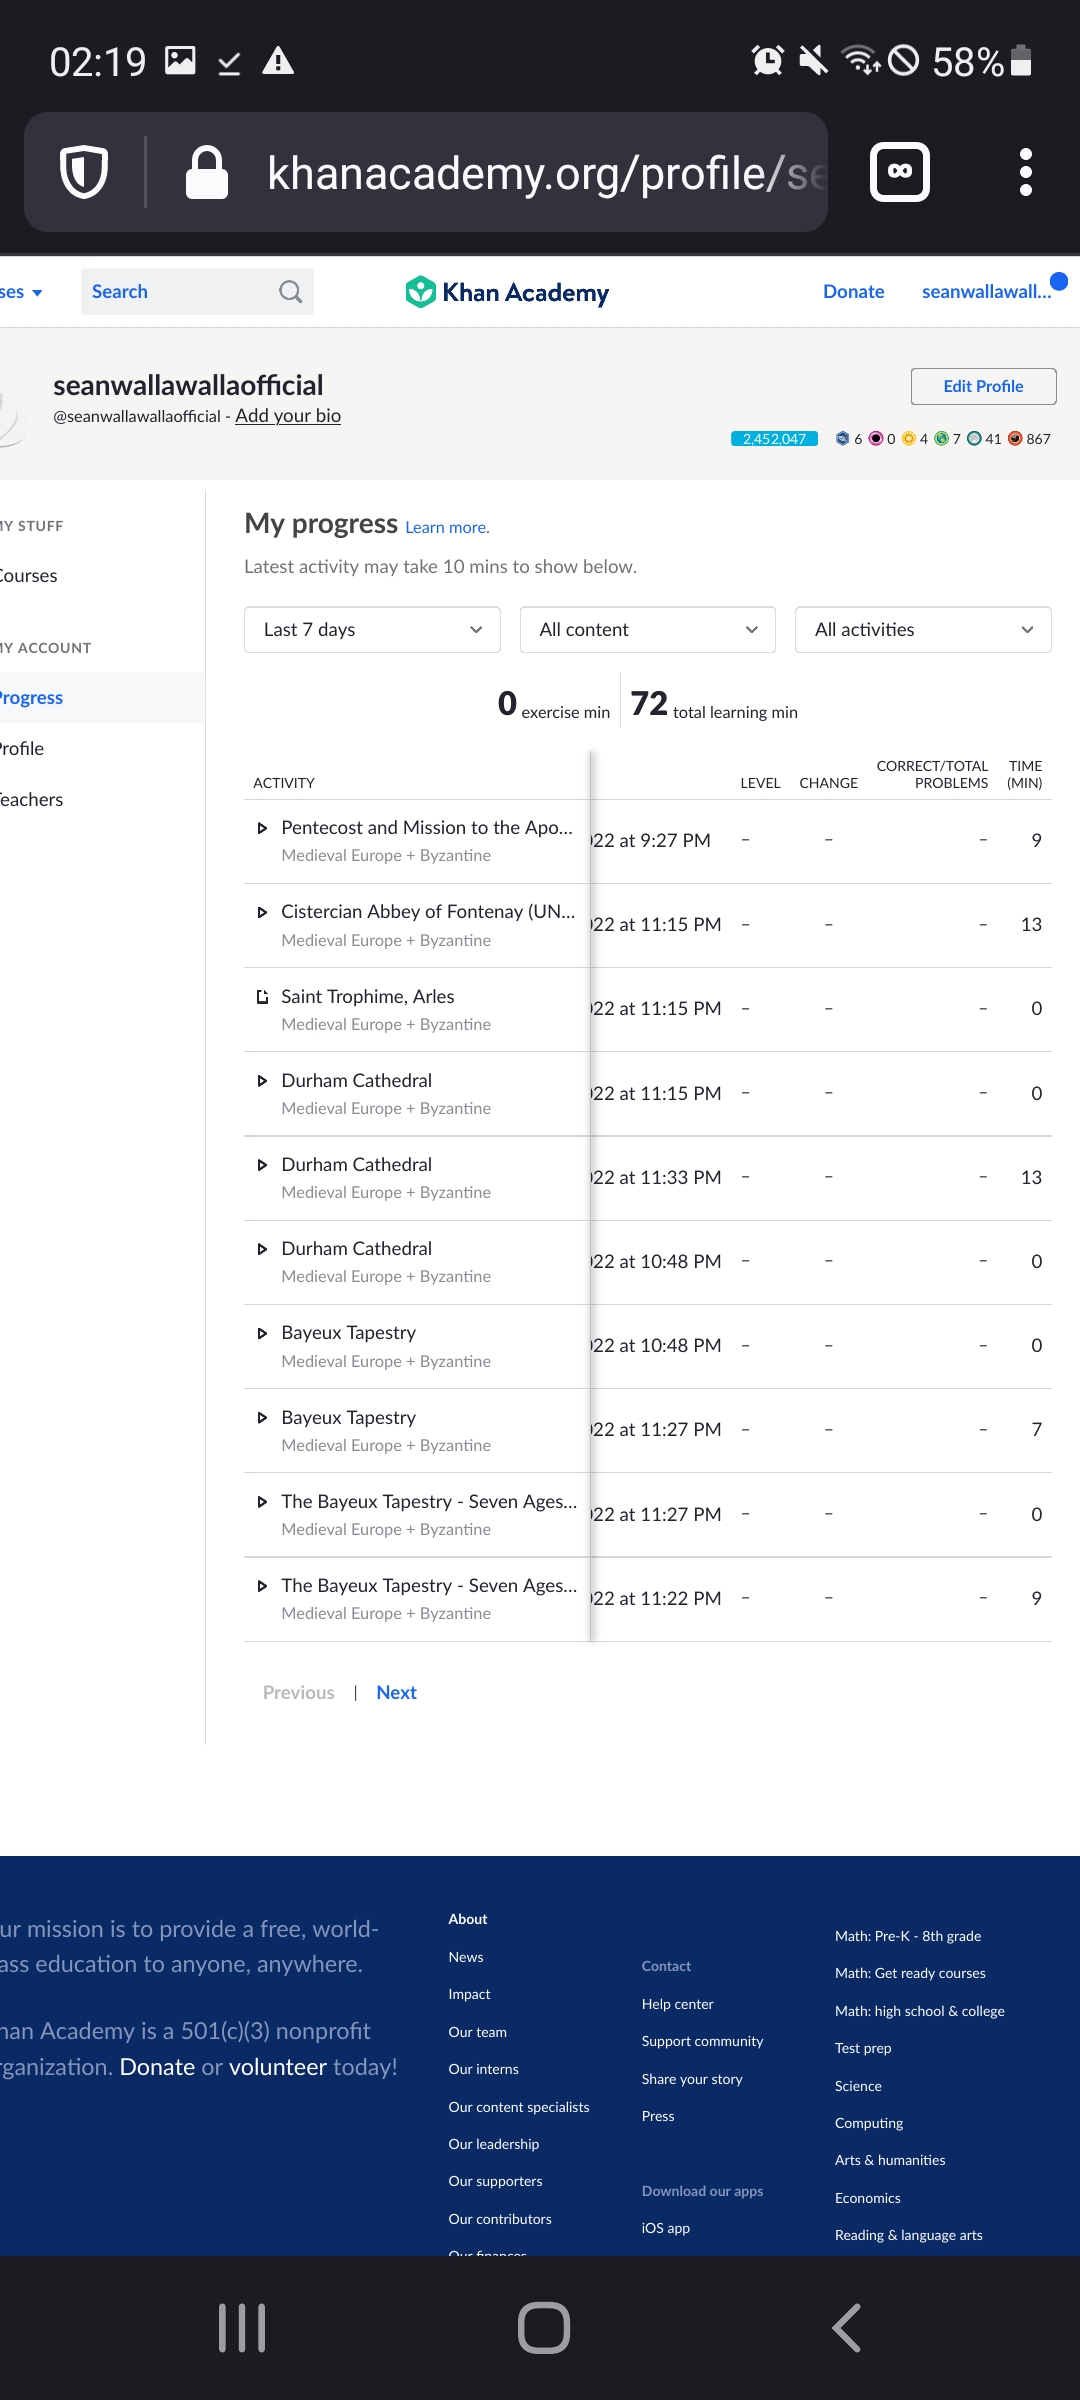 02:19
58%
khanacademy.org/profile/se
ses
Search
Khan Academy
Donate
seanwallawall...
seanwallawallaofficial
@seanwallawallaofficial - Add your bio
Edit Profile
2,452,047 6 0 4 7 41 867
MY STUFF
Courses
MY ACCOUNT
Progress
Profile
Teachers
My progress Learn more.
Latest activity may take 10 mins to show below.
Last 7 days
All content
All activities
0 exercise min
72 total learning min
ACTIVITY LEVEL CHANGE CORRECT/TOTAL PROBLEMS TIME (MIN)
Pentecost and Mission to the Apo...
Medieval Europe + Byzantine
022 at 9:27 PM – – – 9
Cistercian Abbey of Fontenay (UN...
Medieval Europe + Byzantine
022 at 11:15 PM – – – 13
Saint Trophime, Arles
Medieval Europe + Byzantine
022 at 11:15 PM – – – 0
Durham Cathedral
Medieval Europe + Byzantine
022 at 11:15 PM – – – 0
Durham Cathedral
Medieval Europe + Byzantine
022 at 11:33 PM – – – 13
Durham Cathedral
Medieval Europe + Byzantine
022 at 10:48 PM – – – 0
Bayeux Tapestry
Medieval Europe + Byzantine
022 at 10:48 PM – – – 0
Bayeux Tapestry
Medieval Europe + Byzantine
022 at 11:27 PM – – – 7
The Bayeux Tapestry - Seven Ages...
Medieval Europe + Byzantine
022 at 11:27 PM – – – 0
The Bayeux Tapestry - Seven Ages...
Medieval Europe + Byzantine
022 at 11:22 PM – – – 9
Previous | Next
ur mission is to provide a free, world-
ass education to anyone, anywhere.
han Academy is a 501(c)(3) nonprofit
rganization. Donate or volunteer today!
About
News
Impact
Our team
Our interns
Our content specialists
Our leadership
Our supporters
Our contributors
Our finances
Contact
Help center
Support community
Share your story
Press
Download our apps
iOS app
Math: Pre-K - 8th grade
Math: Get ready courses
Math: high school & college
Test prep
Science
Computing
Arts & humanities
Economics
Reading & language arts